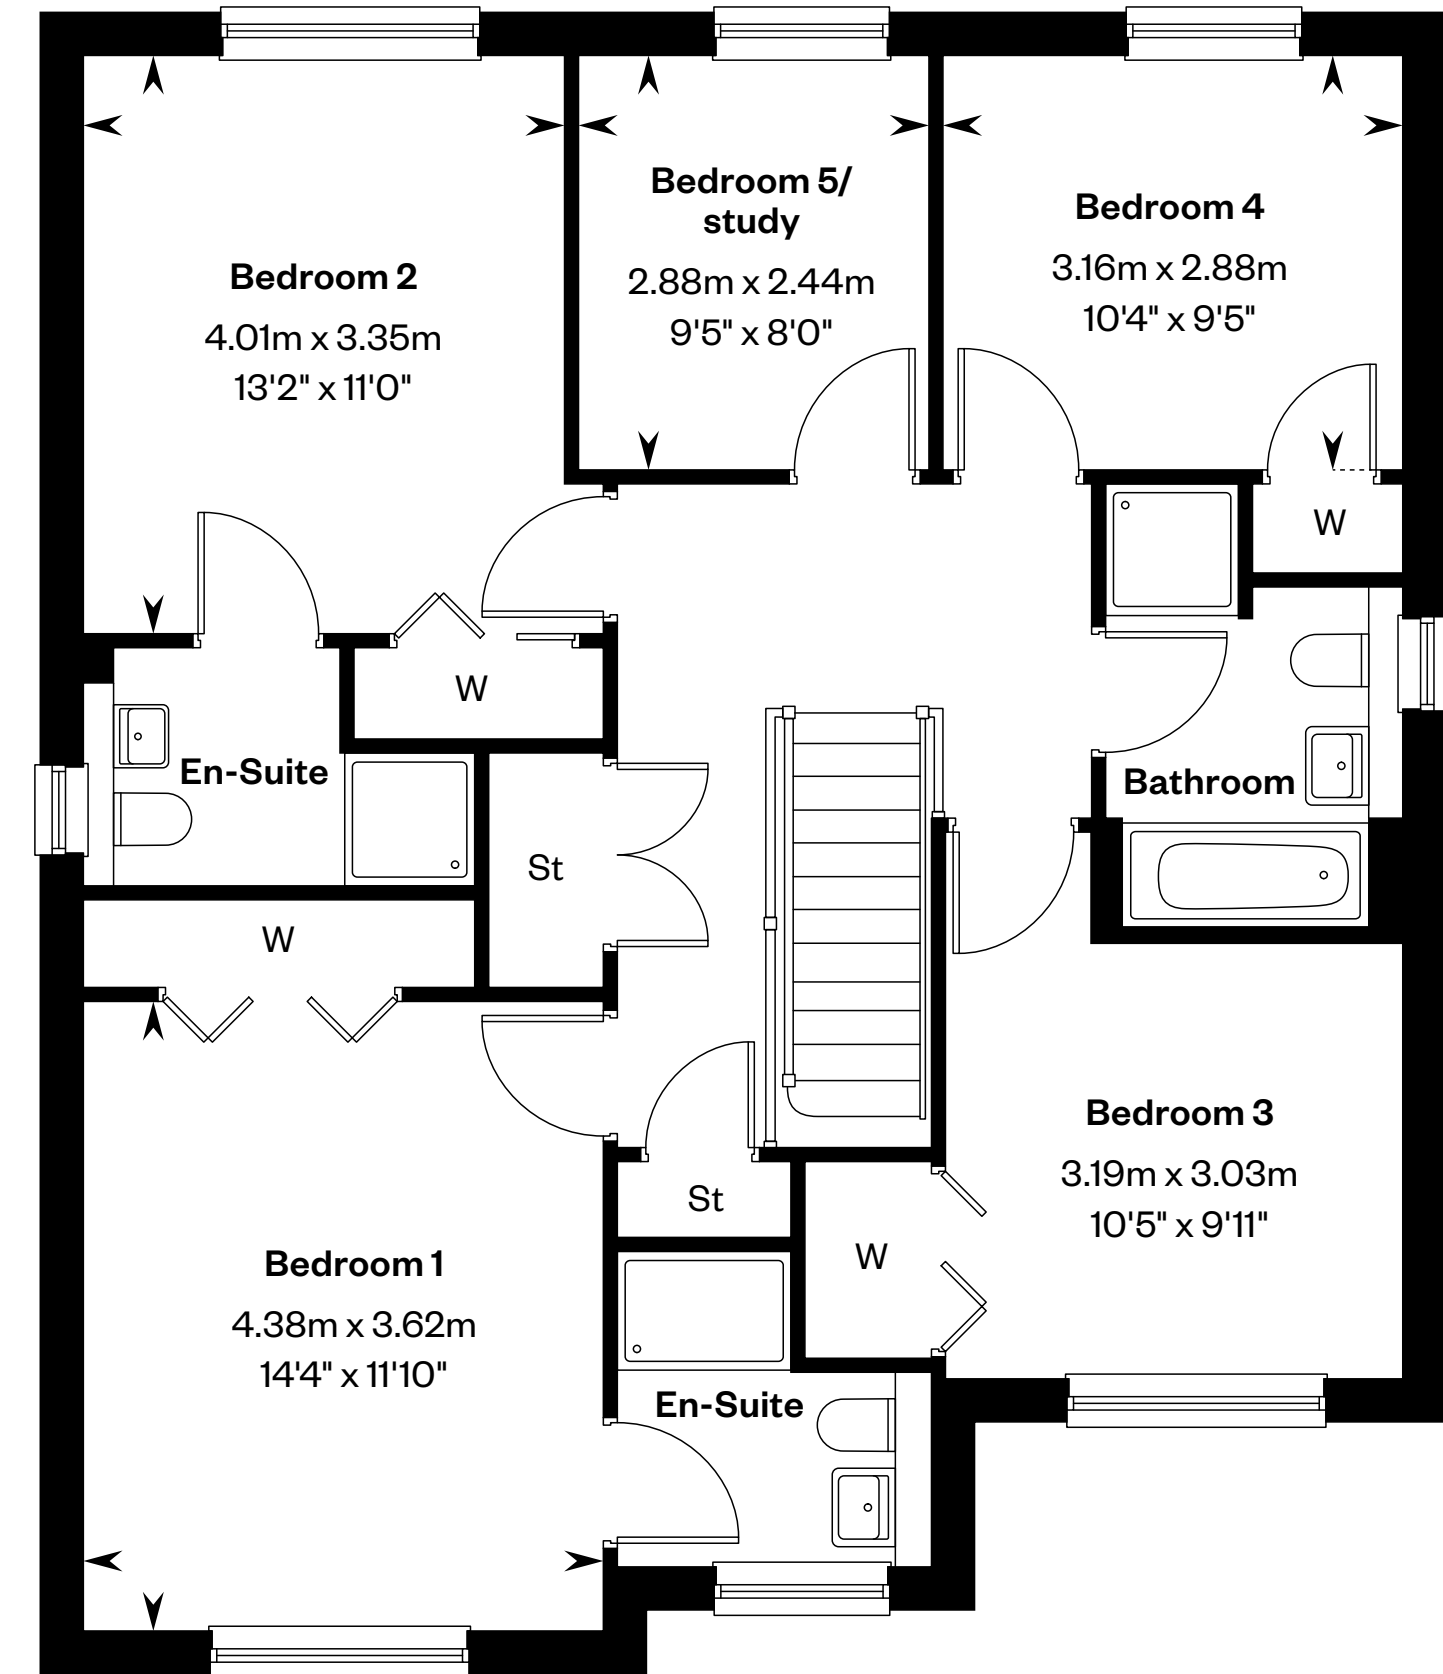 Bedroom 2
4.01m x 3.35m
13'2" x 11'0"
Bedroom 5/
study
2.88m x 2.44m
9'5" x 8'0"
Bedroom 4
3.16m x 2.88m
10'4" x 9'5"
W
W
En-Suite
Bathroom
St
W
Bedroom 3
3.19m x 3.03m
10'5" x 9'11"
St
W
Bedroom 1
4.38m x 3.62m
14'4" x 11'10"
En-Suite